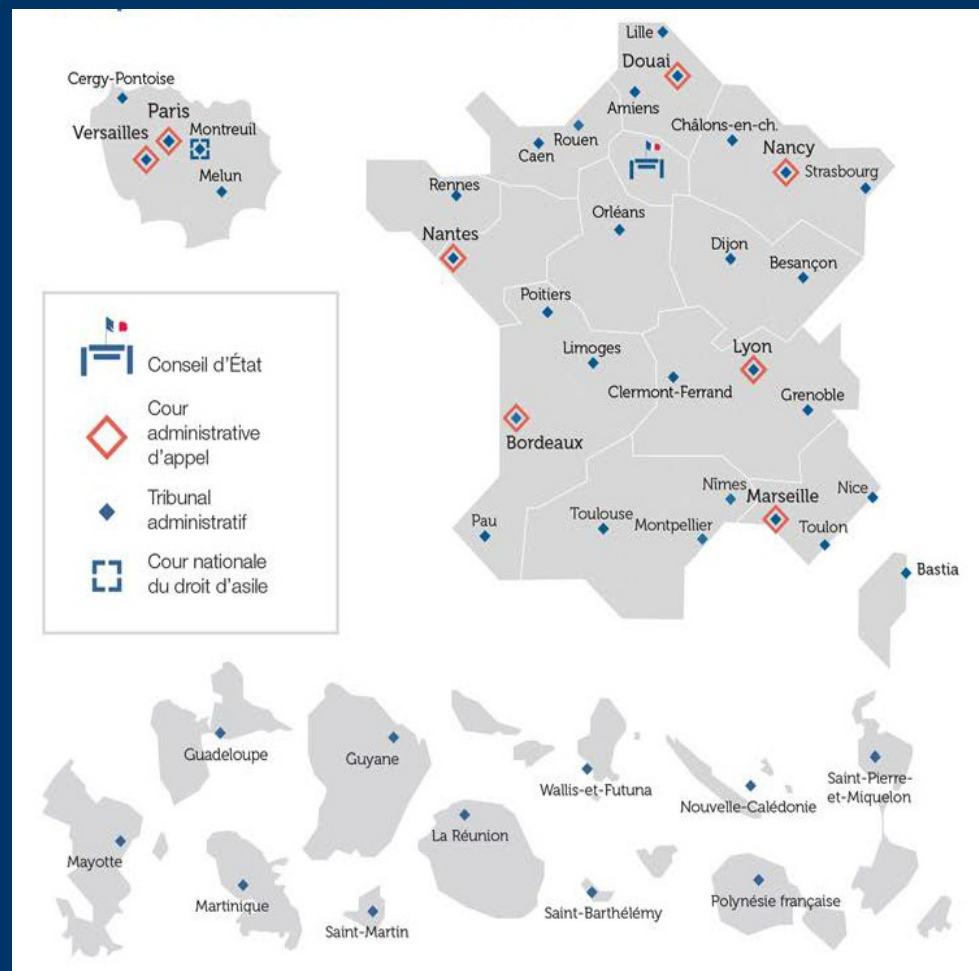 Lille
Douai
Amiens
Cergy-Pontoise
Paris
Versailles
Montreuil
Melun
Rouen
Caen
Châlons-en-ch.
Nancy
Strasbourg
Rennes
Nantes
Orléans
Dijon
Besançon
Poitiers
Limoges
Clermont-Ferrand
Lyon
Grenoble
Bordeaux
Nîmes
Marseille
Nice
Pau
Toulouse
Montpellier
Toulon
Bastia
Conseil d'État
Cour
administrative
d'appel
Tribunal
administratif
Cour nationale
du droit d'asile
Guadeloupe
Guyane
Wallis-et-Futuna
Nouvelle-Calédonie
Saint-Pierre-
et-Miquelon
Mayotte
Martinique
Saint-Martin
La Réunion
Saint-Barthélémy
Polynésie française